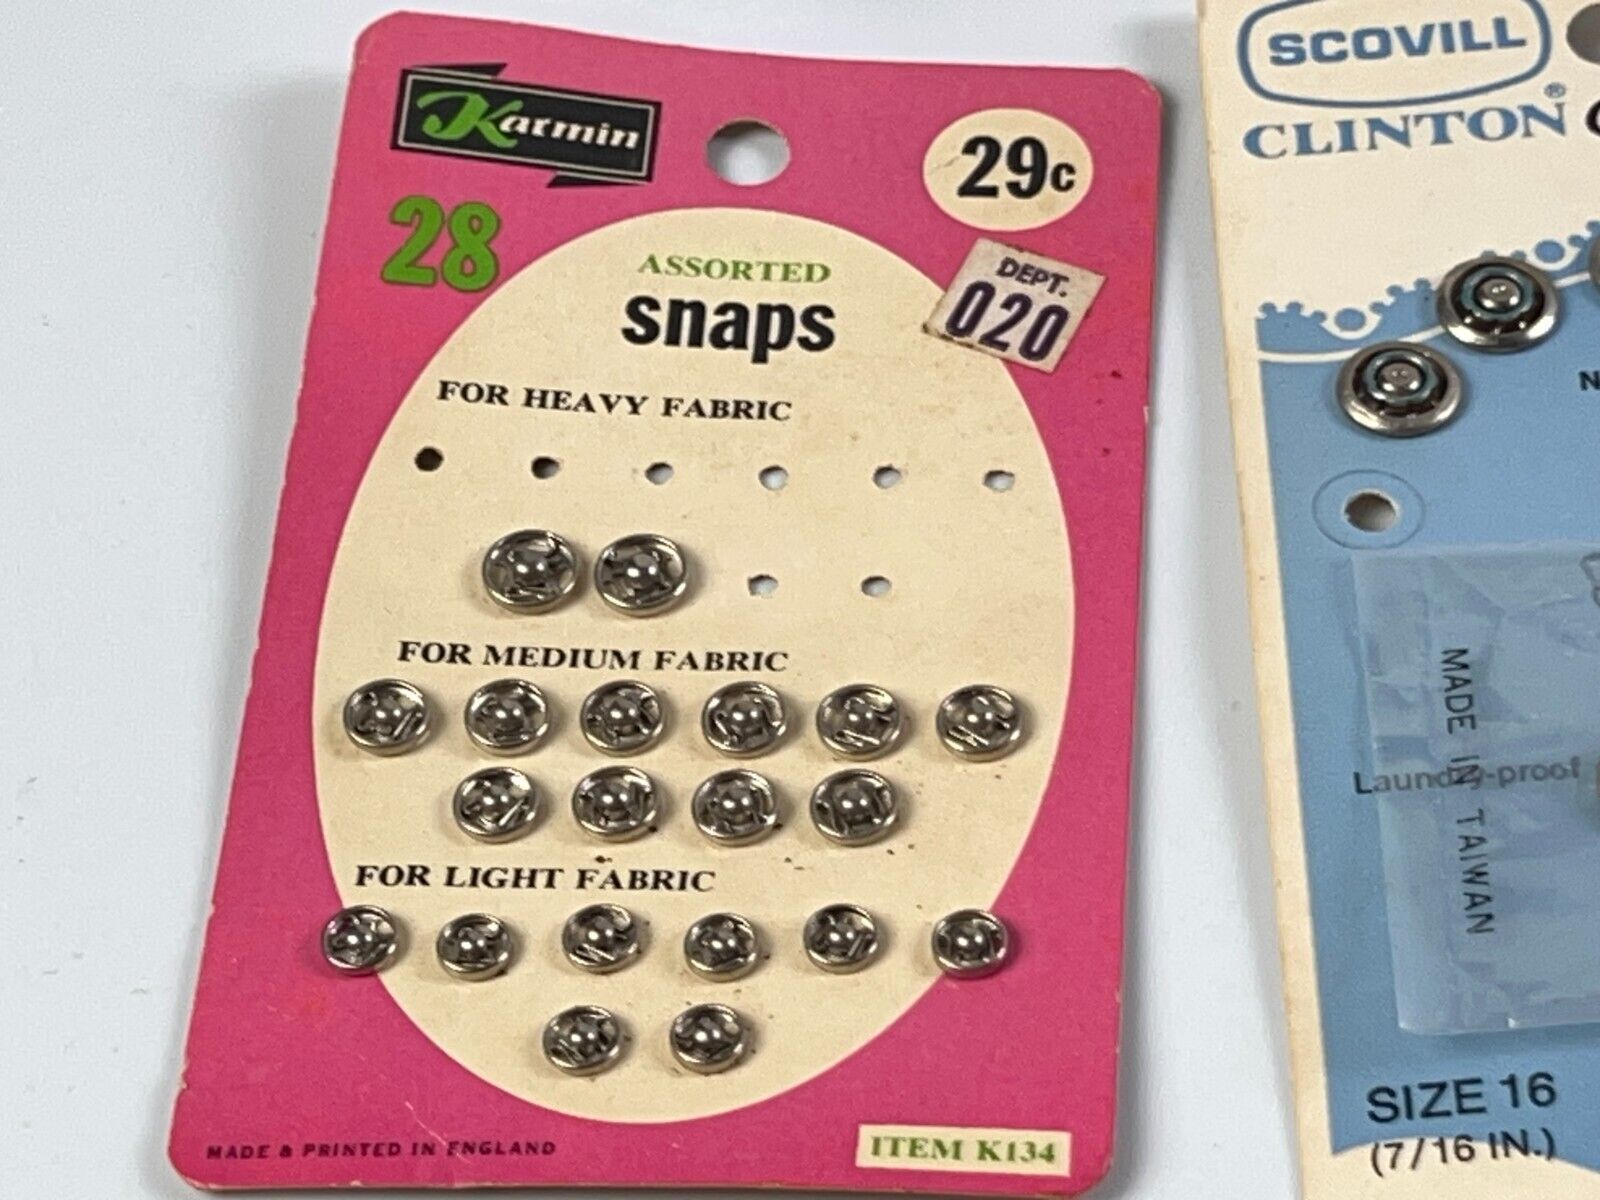 Karmin
29c
28
ASSORTED
snaps
DEPT.
020
FOR HEAVY FABRIC
FOR MEDIUM FABRIC
FOR LIGHT FABRIC
MADE & PRINTED IN ENGLAND
ITEM K134
SCOVILL
CLINTON®
MADE IN TAIWAN
Laundry-proof
SIZE 16
(7/16 IN.)